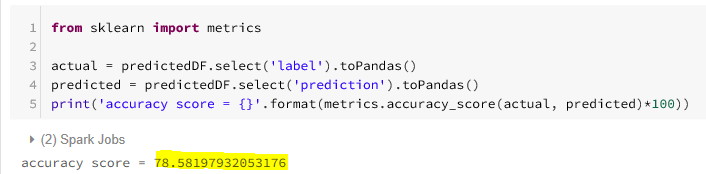 1 from sklearn import metrics
2
3 actual = predictedDF.select('label').toPandas()
4 predicted = predictedDF.select('prediction').toPandas()
5 print('accuracy score = {}'.format(metrics.accuracy_score(actual, predicted)*100))
(2) Spark Jobs
accuracy score = 78.58197932053176